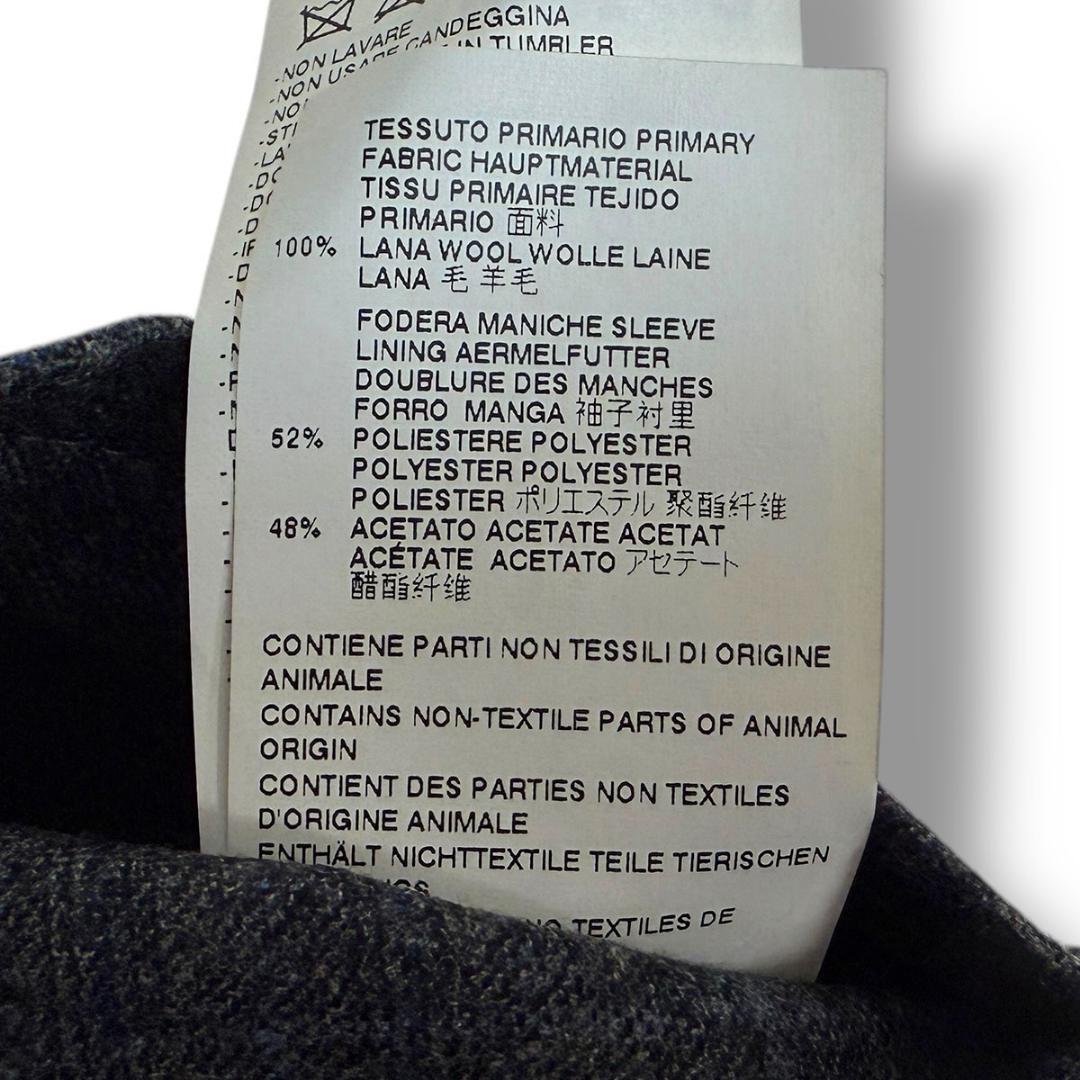 -NON LAVARE
-NON USARE CANDEGGINA
IN TUMBLER
TESSUTO PRIMARIO PRIMARY
FABRIC HAUPTMATERIAL
TISSU PRIMAIRE TEJIDO
PRIMARIO 面料
100% LANA WOOL WOLLE LAINE
LANA 毛 羊毛
FODERA MANICHE SLEEVE
LINING AERMELFUTTER
DOUBLURE DES MANCHES
FORRO MANGA 袖子衬里
52% POLIESTERE POLYESTER
POLYESTER POLYESTER
POLIESTER ポリエステル 聚酯纤维
48% ACETATO ACETATE ACETAT
ACÉTATE ACETATO アセテート
醋酯纤维
CONTIENE PARTI NON TESSILI DI ORIGINE
ANIMALE
CONTAINS NON-TEXTILE PARTS OF ANIMAL
ORIGIN
CONTIENT DES PARTIES NON TEXTILES
D'ORIGINE ANIMALE
ENTHÄLT NICHTTEXTILE TEILE TIERISCHEN
TEXTILES DE